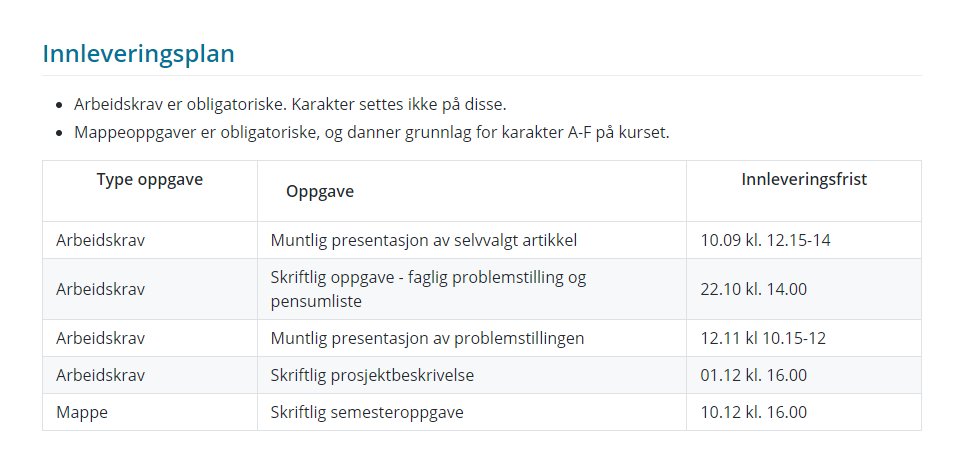 Innleveringsplan
Arbeidskrav er obligatoriske. Karakter settes ikke på disse.
Mappeoppgaver er obligatoriske, og danner grunnlag for karakter A-F på kurset.
Type oppgave Oppgave Innleveringsfrist
Arbeidskrav Muntlig presentasjon av selvvalgt artikkel 10.09 kl. 12.15-14
Arbeidskrav Skriftlig oppgave - faglig problemstilling og
pensumliste 22.10 kl. 14.00
Arbeidskrav Muntlig presentasjon av problemstillingen 12.11 kl 10.15-12
Arbeidskrav Skriftlig prosjektbeskrivelse 01.12 kl. 16.00
Mappe Skriftlig semesteroppgave 10.12 kl. 16.00